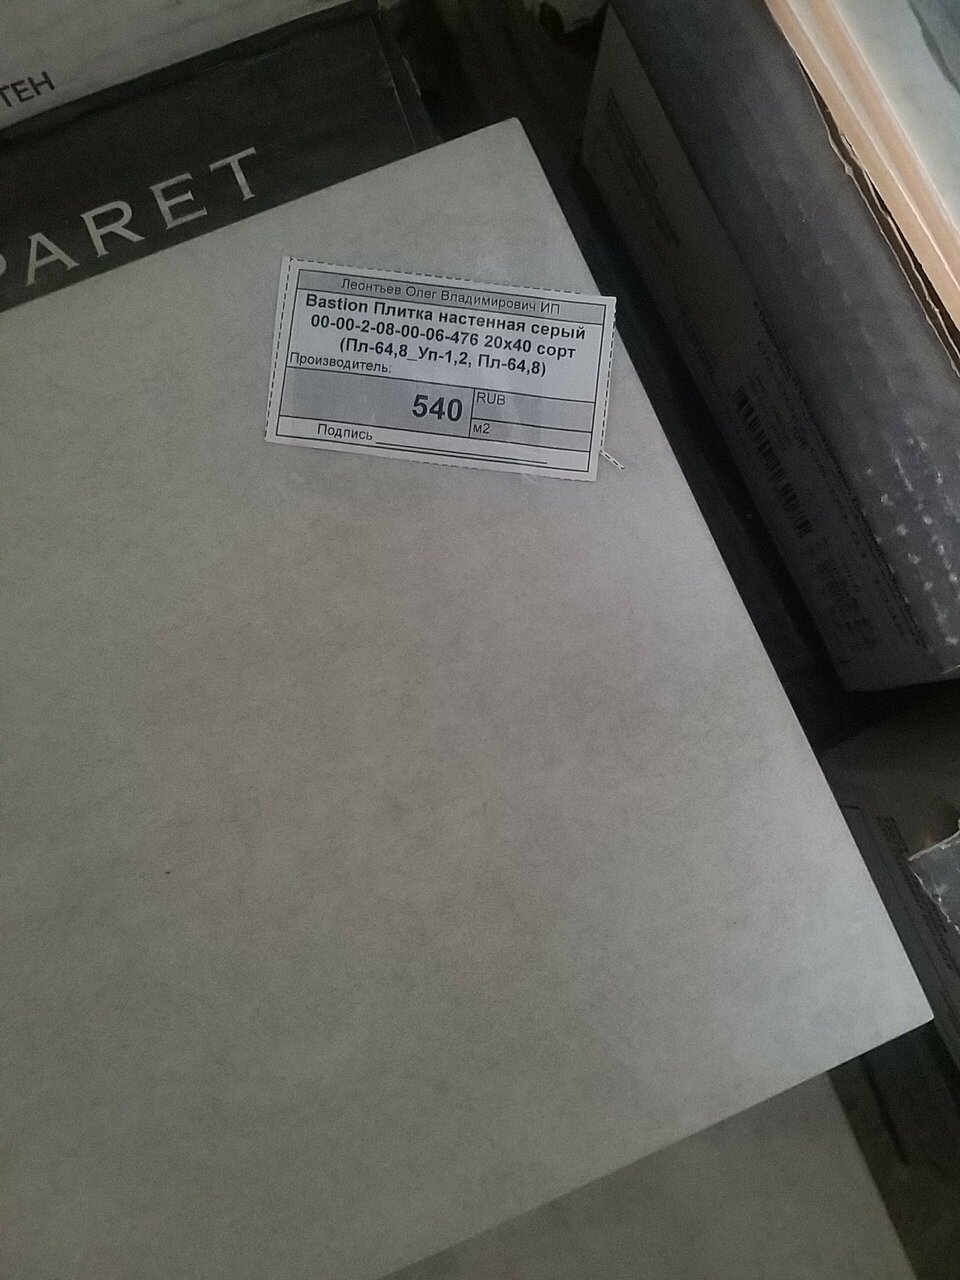 ТЕН
PARET
Леонтьев Олег Владимирович ИП
Bastion Плитка настенная серый
00-00-2-08-00-06-476 20х40 сорт
(Пл-64,8_Уп-1,2, Пл-64,8)
Производитель:
540
RUB
м2
Подпись